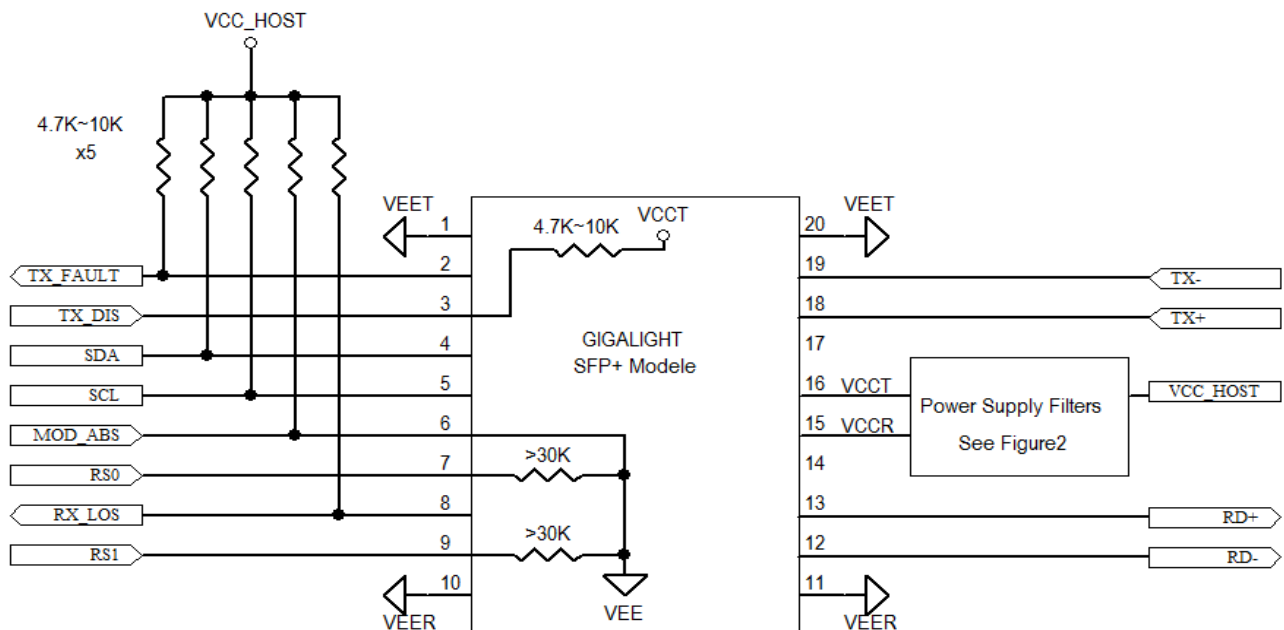 VCC_HOST
4.7K~10K
x5
VEET
1
4.7K~10K
VCCT
20
VEET
TX_FAULT
2
19
TX-
TX_DIS
3
18
TX+
GIGALIGHT
SFP+ Modele
SDA
4
17
SCL
5
16
VCCT
Power Supply Filters
See Figure2
VCC_HOST
MOD_ABS
6
15
VCCR
RS0
7
>30K
14
RX_LOS
8
13
RD+
RS1
9
>30K
12
RD-
10
VEER
VEE
11
VEER